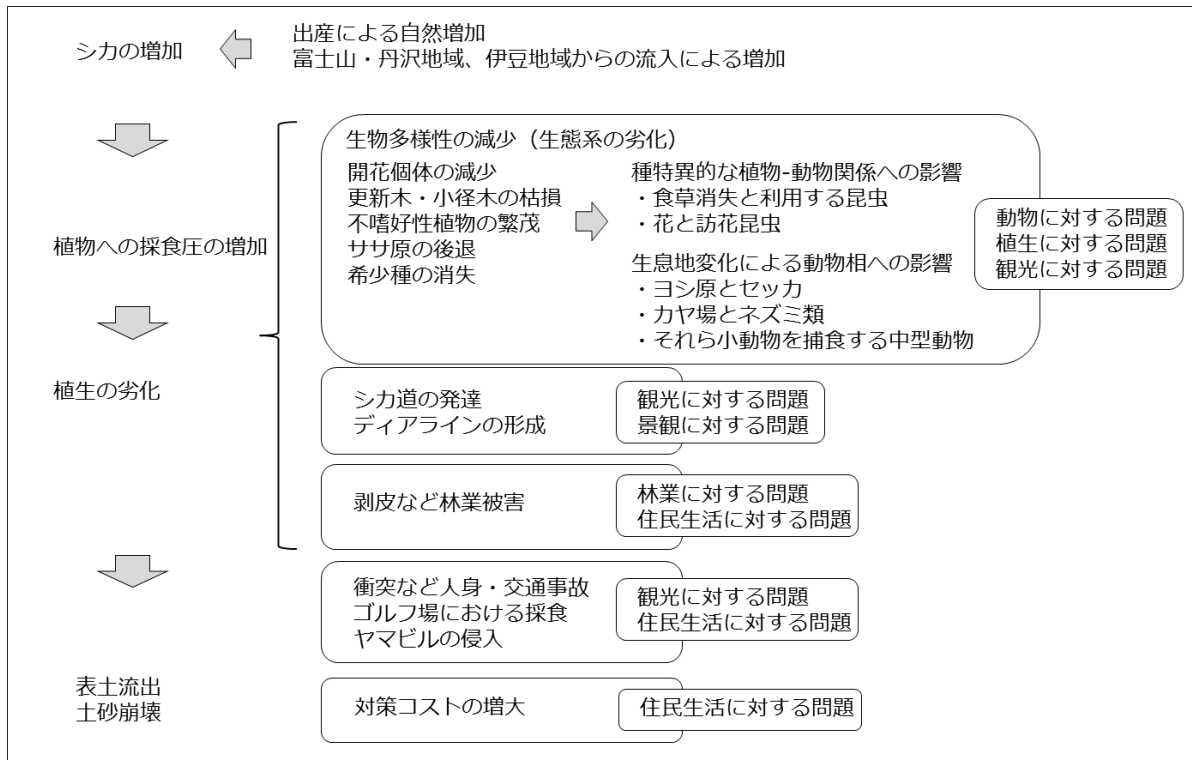 シカの増加
出産による自然増加
富士山・丹沢地域、伊豆地域からの流入による増加
植物への採食圧の増加
植生の劣化
表土流出
土砂崩壊
生物多様性の減少（生態系の劣化）
開花個体の減少
更新木・小径木の枯損
不嗜好性植物の繁茂
ササ原の後退
希少種の消失
種特異的な植物-動物関係への影響
・食草消失と利用する昆虫
・花と訪花昆虫
生息地変化による動物相への影響
・ヨシ原とセッカ
・カヤ場とネズミ類
・それら小動物を捕食する中型動物
動物に対する問題
植生に対する問題
観光に対する問題
シカ道の発達
ディアラインの形成
観光に対する問題
景観に対する問題
剥皮など林業被害
林業に対する問題
住民生活に対する問題
衝突など人身・交通事故
ゴルフ場における採食
ヤマビルの侵入
観光に対する問題
住民生活に対する問題
対策コストの増大
住民生活に対する問題